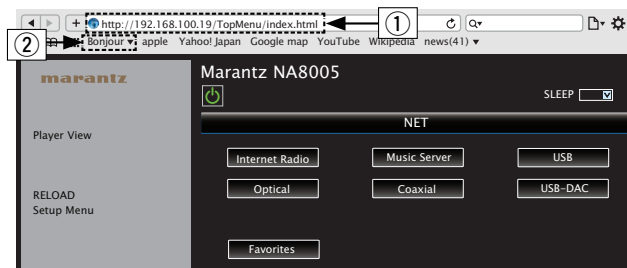 http://192.168.100.19/TopMenu/index.html
1
2
Bonjour apple Yahoo! Japan Google map YouTube Wikipedia news(41)
marantz
Marantz NA8005
SLEEP
NET
Player View
Internet Radio Music Server USB
RELOAD
Optical Coaxial USB-DAC
Setup Menu
Favorites